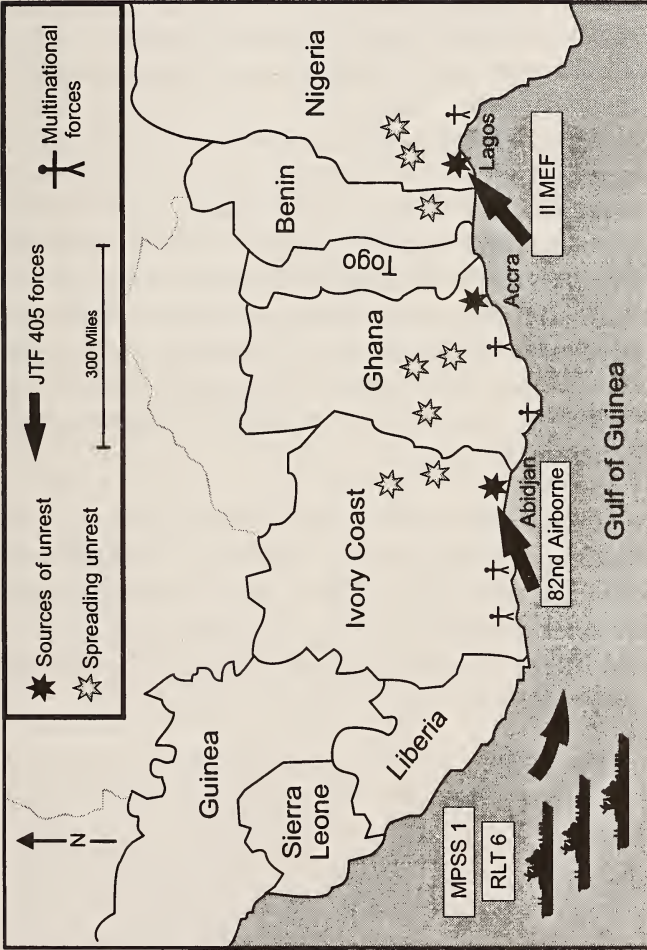 N
Sources of unrest
Spreading unrest
JTF 405 forces
300 Miles
Multinational
forces
Guinea
Sierra
Leone
Liberia
Ivory Coast
Ghana
Togo
Benin
Nigeria
Abidjan
Accra
Lagos
82nd Airborne
II MEF
MPSS 1
RLT 6
Gulf of Guinea